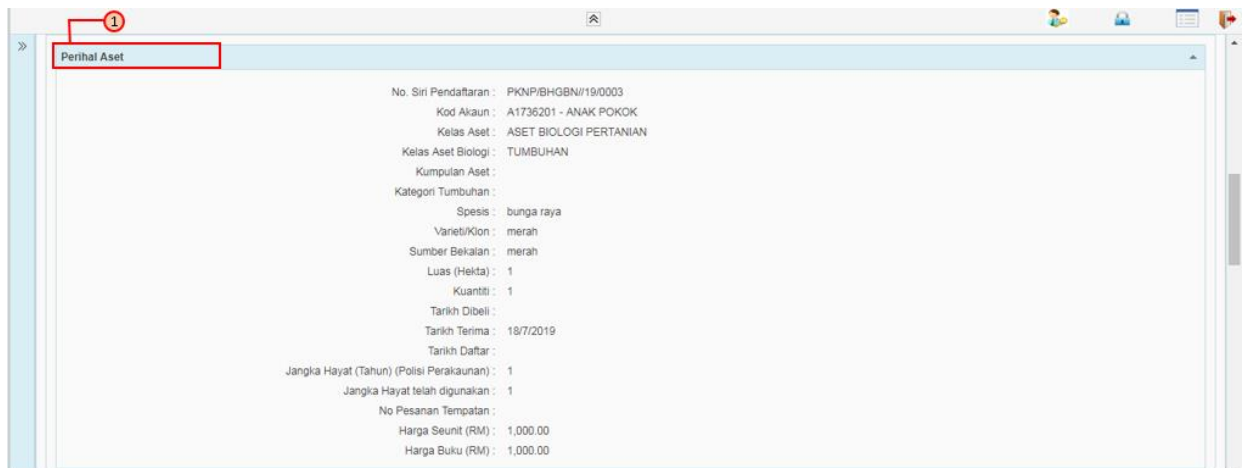 1
Perihal Aset
No. Siri Pendaftaran : PKNP/BHGBN//19/0003
Kod Akaun : A1736201 - ANAK POKOK
Kelas Aset : ASET BIOLOGI PERTANIAN
Kelas Aset Biologi : TUMBUHAN
Kumpulan Aset :
Kategori Tumbuhan :
Spesis : bunga raya
Varieti/Klon : merah
Sumber Bekalan : merah
Luas (Hekta) : 1
Kuantiti : 1
Tarikh Dibeli :
Tarikh Terima : 18/7/2019
Tarikh Daftar :
Jangka Hayat (Tahun) (Polisi Perakaunan) : 1
Jangka Hayat telah digunakan : 1
No Pesanan Tempatan :
Harga Seunit (RM) : 1,000.00
Harga Buku (RM) : 1,000.00